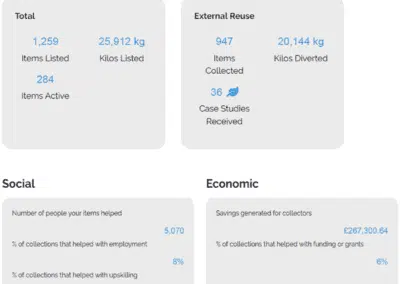 Total
1,259
Items Listed
25,912 kg
Kilos Listed
284
Items Active
External Reuse
947
Items
Collected
20,144 kg
Kilos Diverted
36
Case Studies
Received
Social
Number of people your items helped
5,070
% of collections that helped with employment
8%
% of collections that helped with upskilling
Economic
Savings generated for collectors
£267,300.64
% of collections that helped with funding or grants
6%